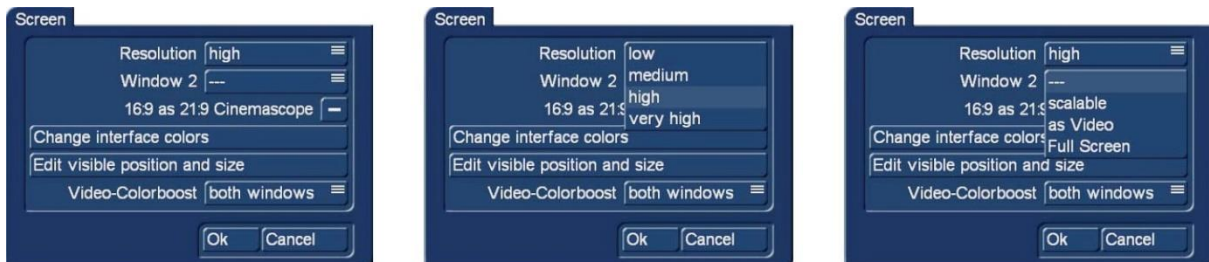 Screen
Resolution high
Window 2 ---
16:9 as 21:9 Cinemascope –
Change interface colors
Edit visible position and size
Video-Colorboost both windows
Ok Cancel
Screen
Resolution low
medium
Window 2
high
16:9 as 21:9
very high
Change interface colors
Edit visible position and size
Video-Colorboost both windows
Ok Cancel
Screen
Resolution high
Window 2 ---
scalable
16:9 as 21:9
as Video
Change interface colors
Full Screen
Edit visible position and size
Video-Colorboost both windows
Ok Cancel